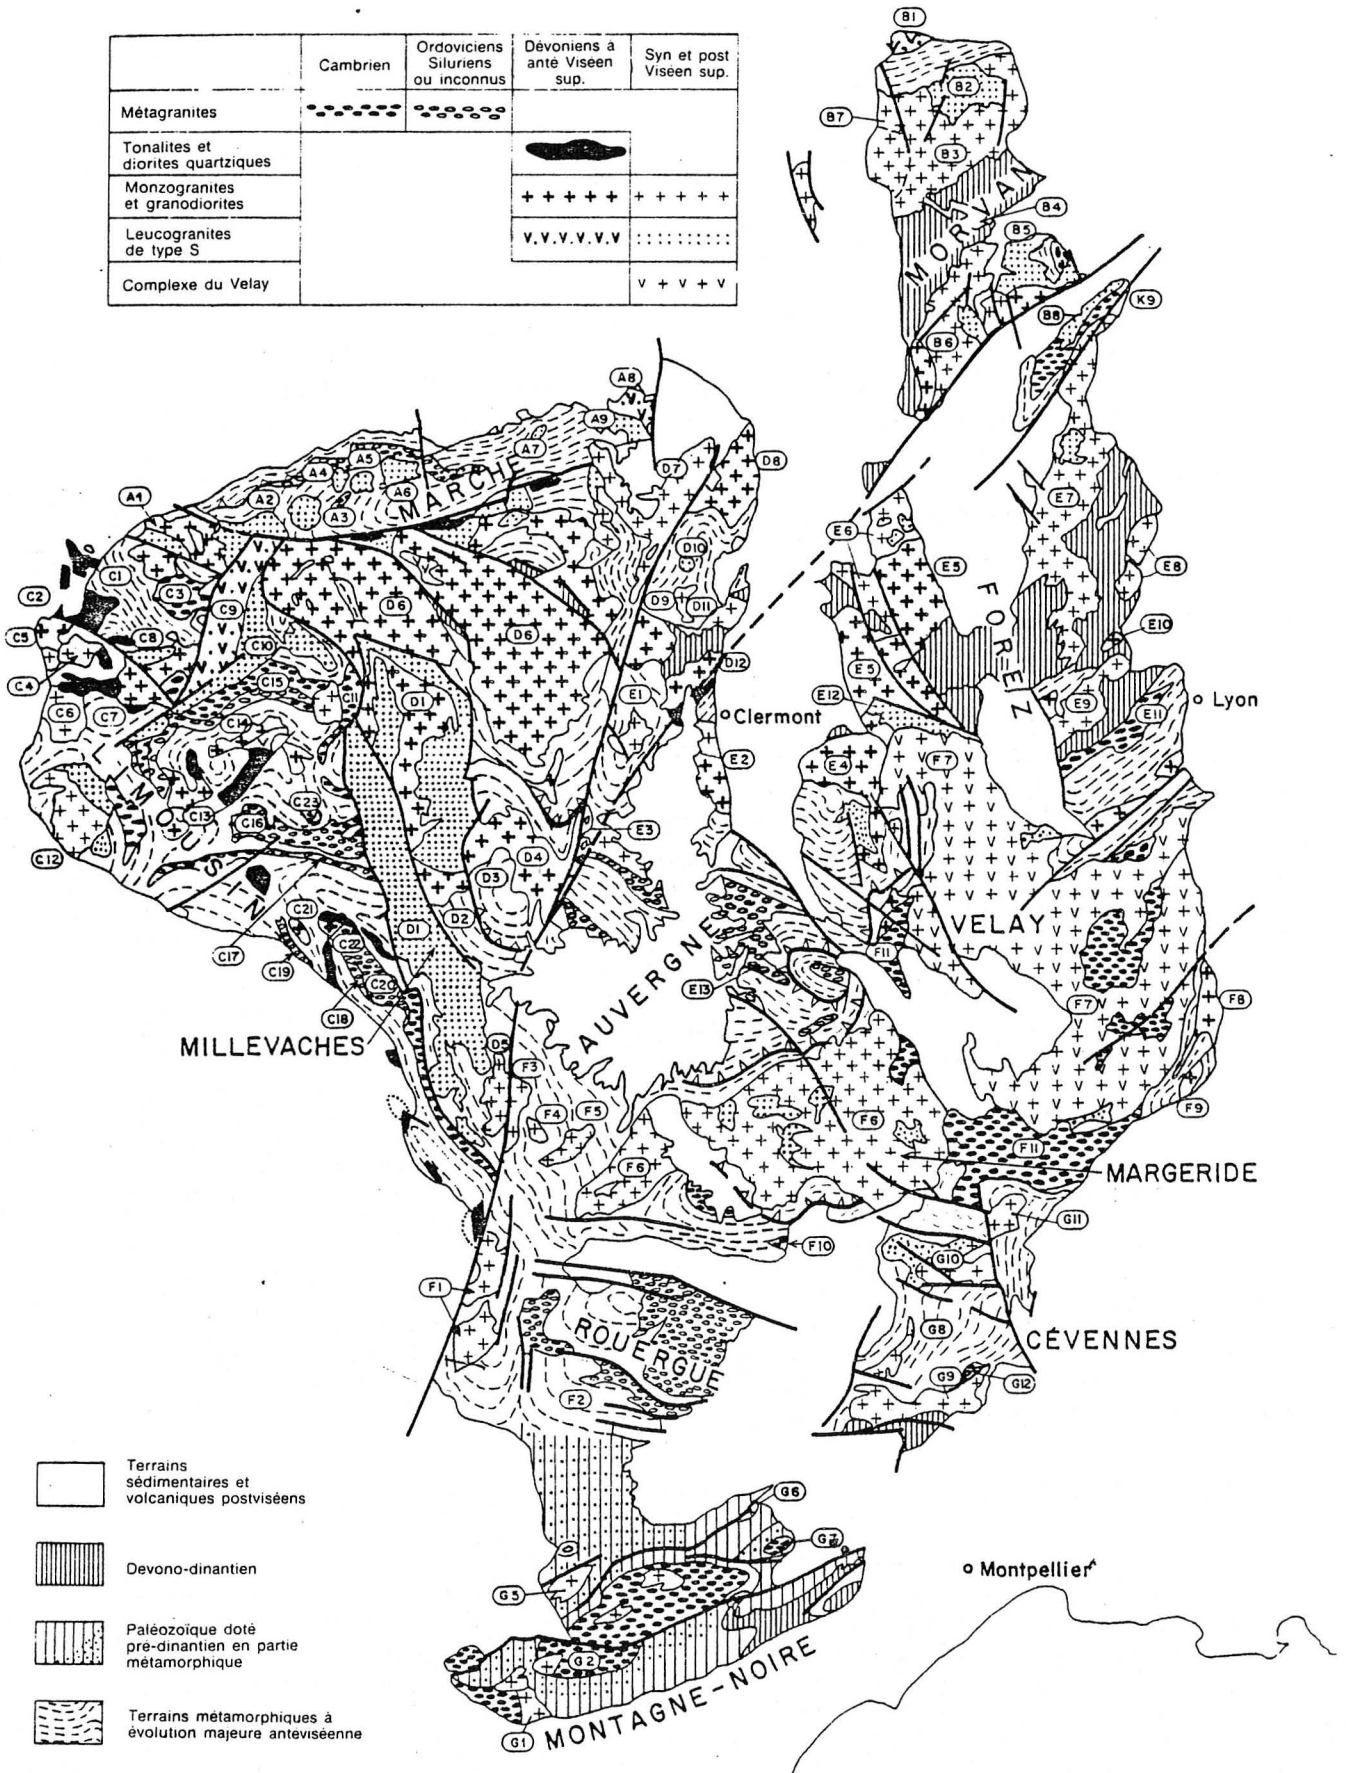 Cambrien
Ordoviciens
Siluriens
ou inconnus
Dévoniens à
anté Viséen
sup.
Syn et post
Viséen sup.
Métagranites
Tonalites et
diorites quartziques
Monzogranites
et granodiorites
Leucogranites
de type S
Complexe du Velay
B1
B2
B7
B3
MORVAN
B4
B5
K9
B8
B6
A8
A9
A7
D7
D8
A5
A4
A6
A2
A3
A1
MARCHE
E7
E6
D10
C1
C3
E5
E8
C2
C9
D6
D9
D11
FOREZ
C5
C8
D6
E10
C10
D12
E5
C4
C15
E1
E12
E9
E11
Lyon
C6
C7
D1
Clermont
C14
E2
E4
F7
LIMOUSIN
C23
C13
C16
E3
C12
D4
D3
C21
D1
D2
VELAY
C22
C17
C19
F11
AUVERGNE
C20
E13
F7
F8
C18
MILLEVACHES
D5
F3
F4
F5
F6
F9
F6
F11
MARGERIDE
G11
F10
G10
F1
ROUERGUE
G8
CÉVENNES
G9
G12
F2
Terrains
sédimentaires et
volcaniques postviséens
G6
G7
Devono-dinantien
Montpellier
G5
Paléozoïque doté
pré-dinantien en partie
métamorphique
G2
MONTAGNE-NOIRE
Terrains métamorphiques à
évolution majeure antéviséenne
G1